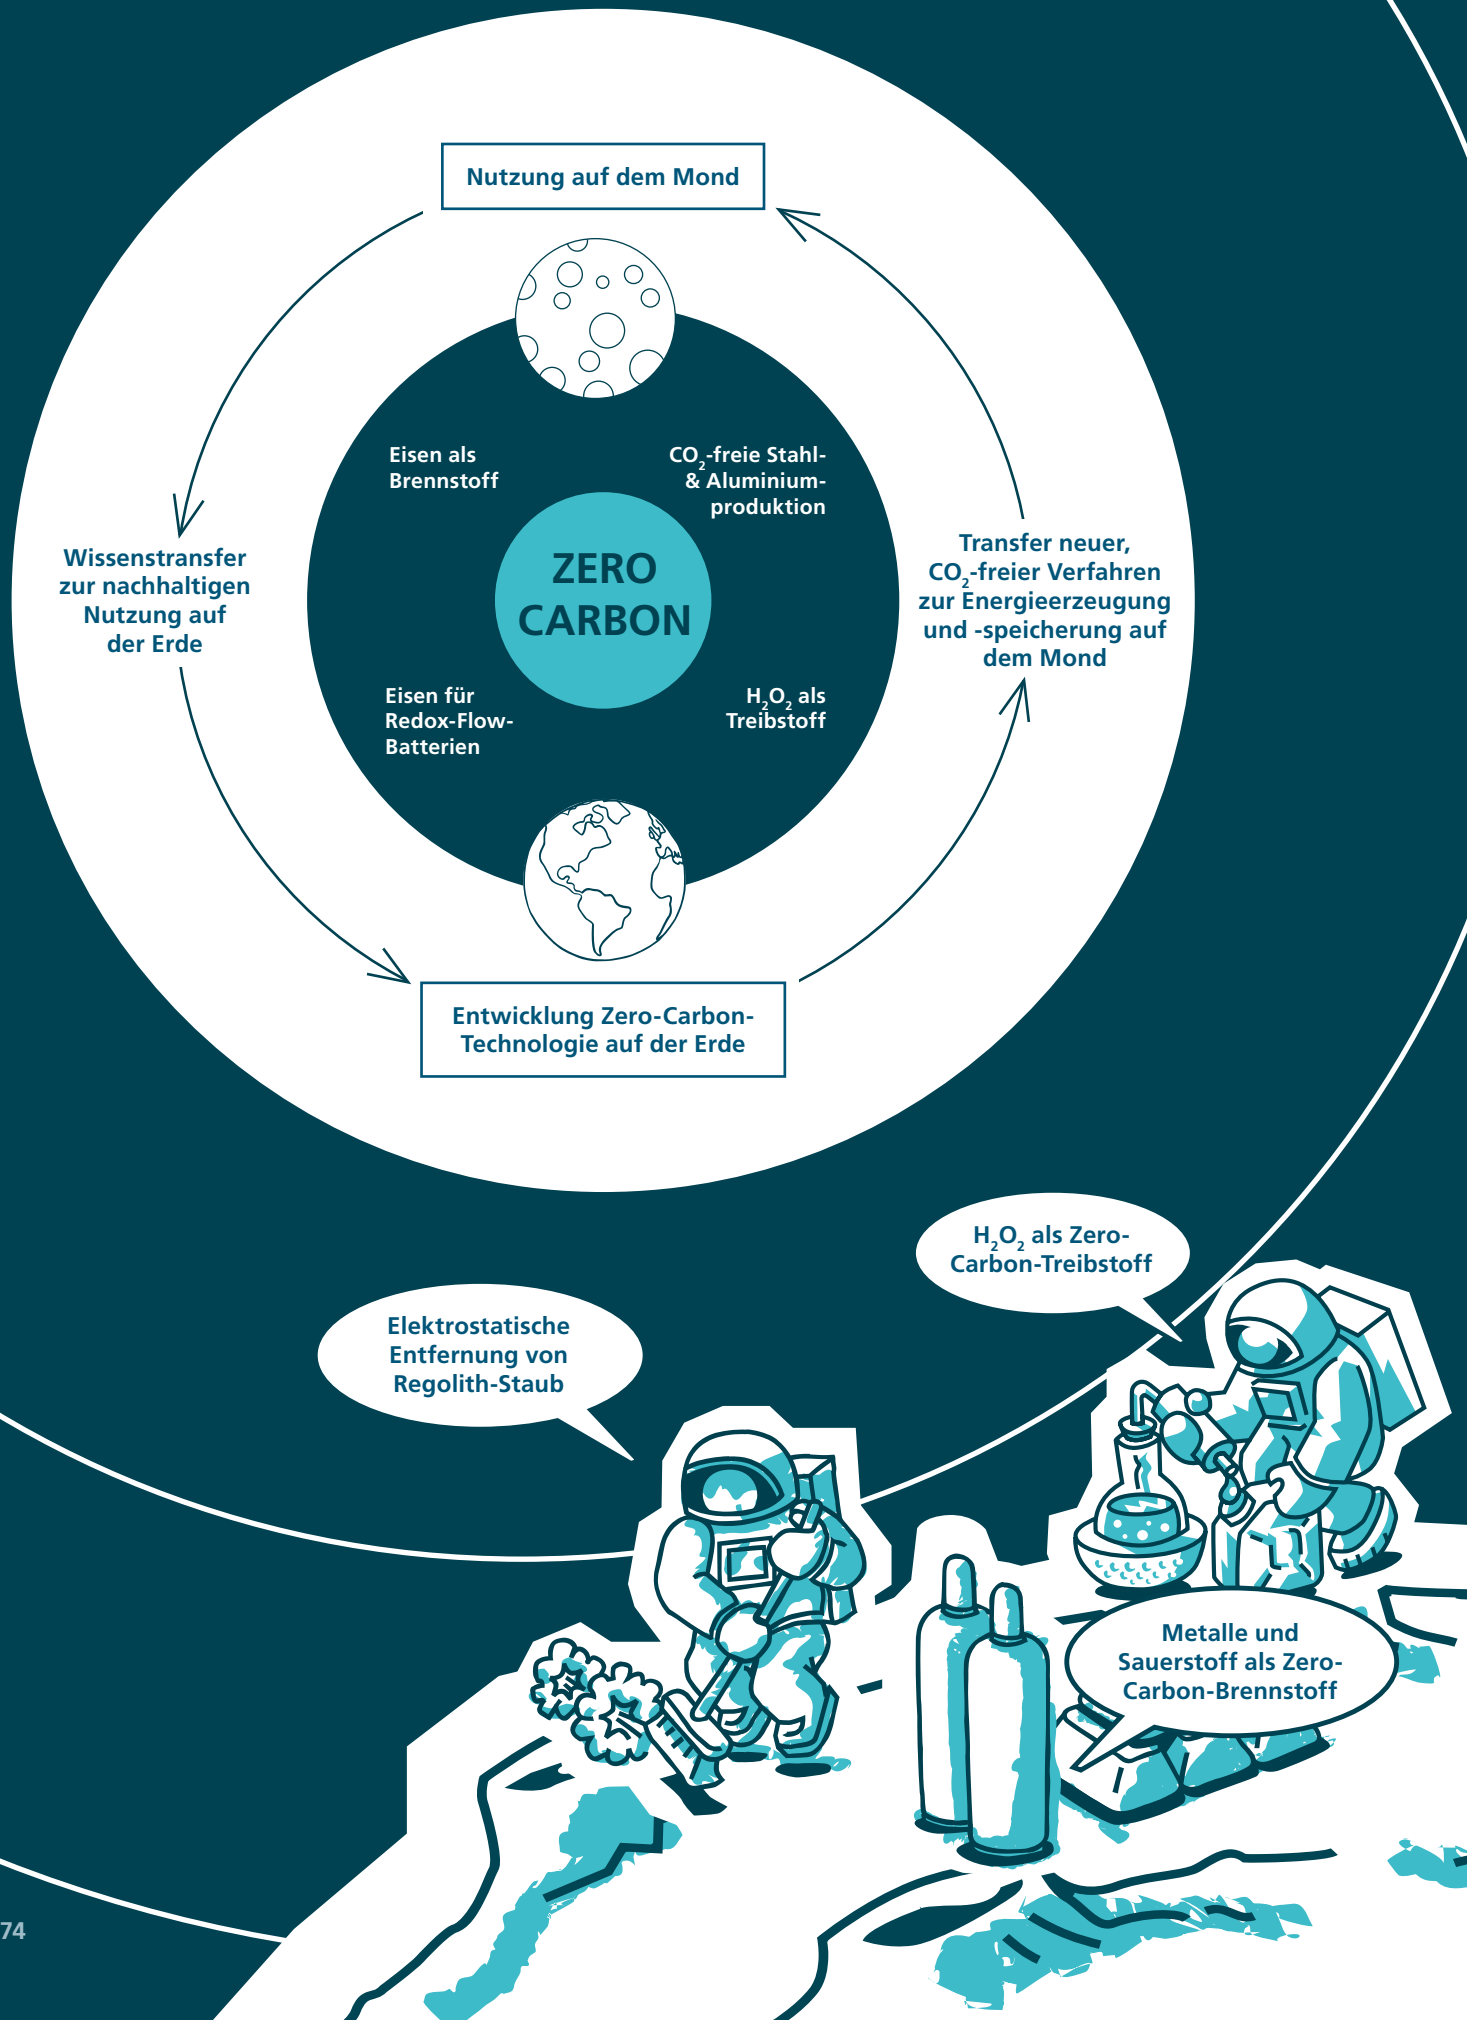 Nutzung auf dem Mond
Eisen als
Brennstoff
CO₂-freie Stahl-
& Aluminium-
produktion
ZERO
CARBON
Wissenstransfer
zur nachhaltigen
Nutzung auf
der Erde
Transfer neuer,
CO₂-freier Verfahren
zur Energieerzeugung
und -speicherung auf
dem Mond
Eisen für
Redox-Flow-
Batterien
H₂O₂ als
Treibstoff
Entwicklung Zero-Carbon-
Technologie auf der Erde
H₂O₂ als Zero-
Carbon-Treibstoff
Elektrostatische
Entfernung von
Regolith-Staub
Metalle und
Sauerstoff als Zero-
Carbon-Brennstoff
74